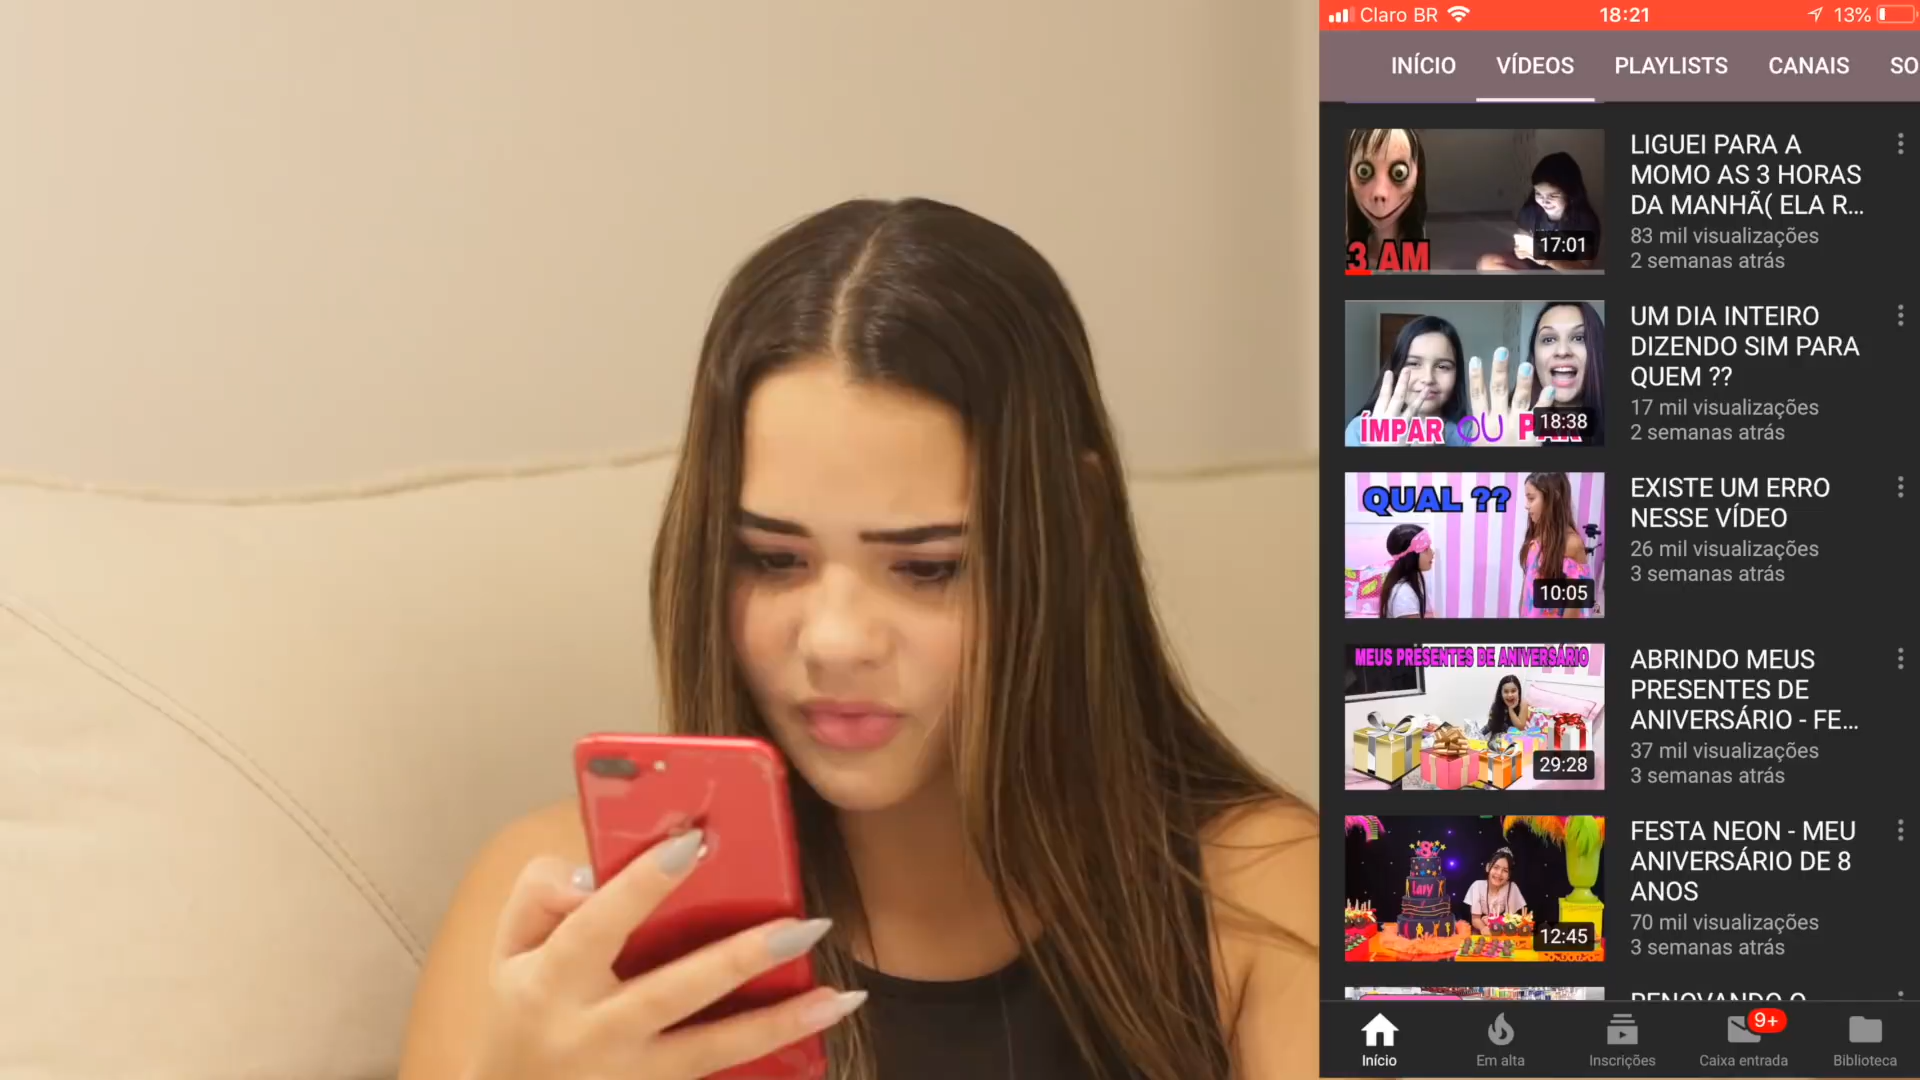 Claro BR
18:21
13%
INÍCIO
VÍDEOS
PLAYLISTS
CANAIS
SO
3 AM
17:01
LIGUEI PARA A
MOMO AS 3 HORAS
DA MANHÃ( ELA R...
83 mil visualizações
2 semanas atrás
ÍMPAR OU
18:38
UM DIA INTEIRO
DIZENDO SIM PARA
QUEM ??
17 mil visualizações
2 semanas atrás
QUAL ??
10:05
EXISTE UM ERRO
NESSE VÍDEO
26 mil visualizações
3 semanas atrás
MEUS PRESENTES DE ANIVERSÁRIO
29:28
ABRINDO MEUS
PRESENTES DE
ANIVERSÁRIO - FE...
37 mil visualizações
3 semanas atrás
8
Lary
12:45
FESTA NEON - MEU
ANIVERSÁRIO DE 8
ANOS
70 mil visualizações
3 semanas atrás
RENOVANDO O
9+
Início
Em alta
Inscrições
Caixa entrada
Biblioteca